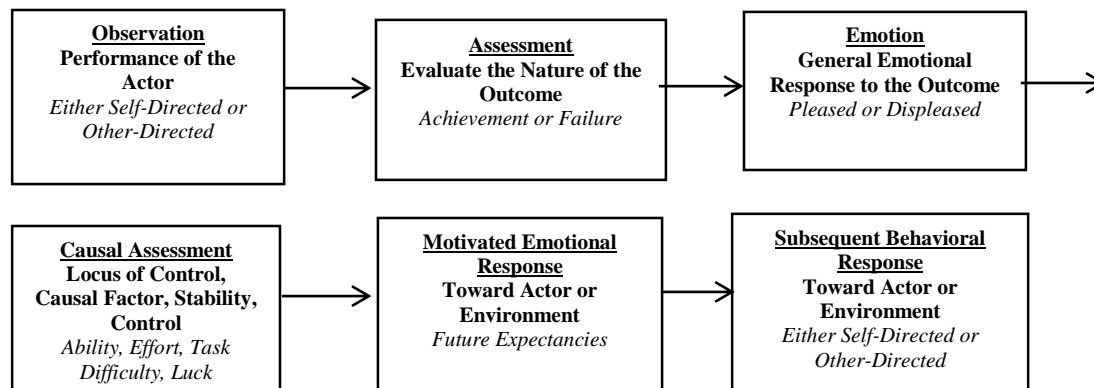 Observation
Performance of the
Actor
Either Self-Directed or
Other-Directed
Assessment
Evaluate the Nature of the
Outcome
Achievement or Failure
Emotion
General Emotional
Response to the Outcome
Pleased or Displeased
Causal Assessment
Locus of Control,
Causal Factor, Stability,
Control
Ability, Effort, Task
Difficulty, Luck
Motivated Emotional
Response
Toward Actor or
Environment
Future Expectancies
Subsequent Behavioral
Response
Toward Actor or
Environment
Either Self-Directed or
Other-Directed